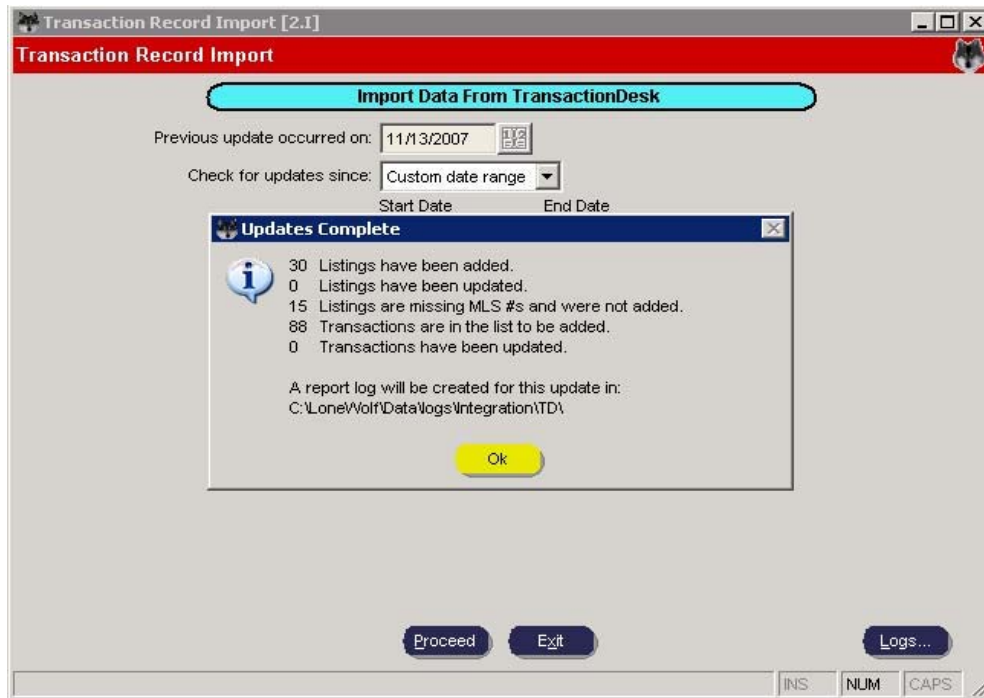 Transaction Record Import [2.I]
Transaction Record Import
Import Data From TransactionDesk
Previous update occurred on: 11/13/2007
Check for updates since: Custom date range
Start Date End Date
Updates Complete
30 Listings have been added.
0 Listings have been updated.
15 Listings are missing MLS #s and were not added.
88 Transactions are in the list to be added.
0 Transactions have been updated.
A report log will be created for this update in:
C:\LoneWolf\Data\logs\Integration\TD\
Ok
Proceed Exit Logs...
INS NUM CAPS